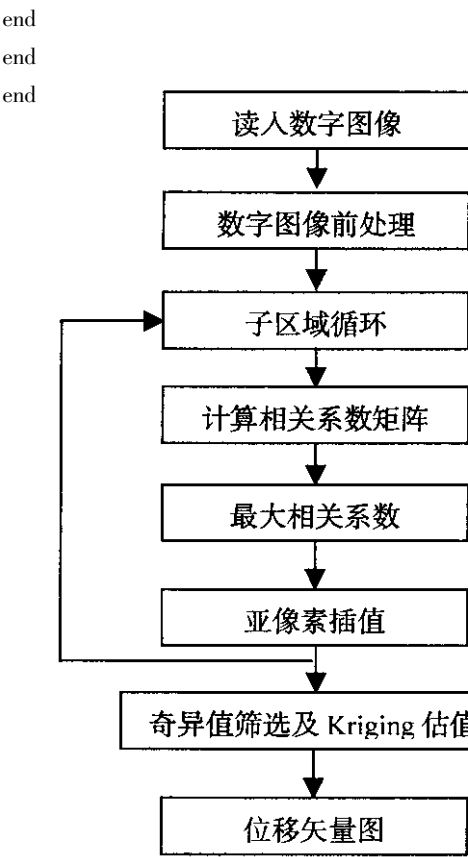 end
end
end
读入数字图像
数字图像前处理
子区域循环
计算相关系数矩阵
最大相关系数
亚像素插值
奇异值筛选及 Kriging 估值
位移矢量图